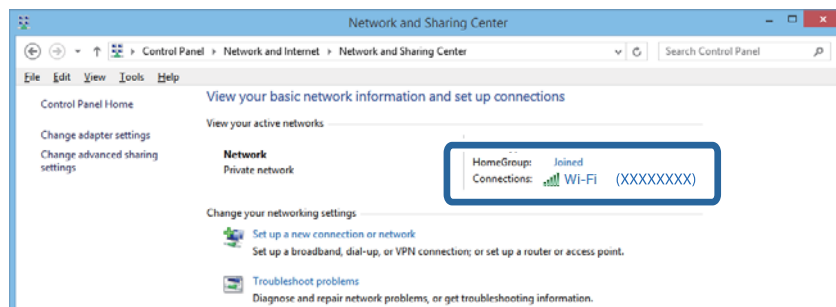 Network and Sharing Center
Control Panel Network and Internet Network and Sharing Center Search Control Panel
File Edit View Tools Help
Control Panel Home
Change adapter settings
Change advanced sharing
settings
View your basic network information and set up connections
View your active networks
Network
Private network
HomeGroup: Joined
Connections: Wi-Fi (XXXXXXXX)
Change your networking settings
Set up a new connection or network
Set up a broadband, dial-up, or VPN connection; or set up a router or access point.
Troubleshoot problems
Diagnose and repair network problems, or get troubleshooting information.